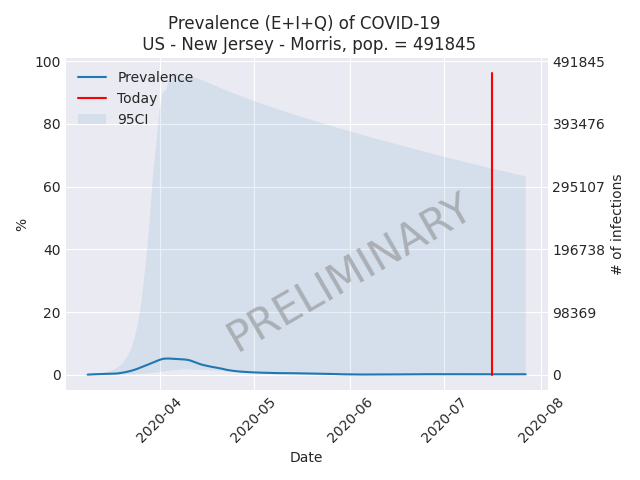 Prevalence (E+I+Q) of COVID-19
US - New Jersey - Morris, pop. = 491845
100
80
60
40
20
0
%
Prevalence
Today
95CI
PRELIMINARY
491845
393476
295107
196738
98369
0
# of infections
2020-04
2020-05
2020-06
2020-07
2020-08
Date